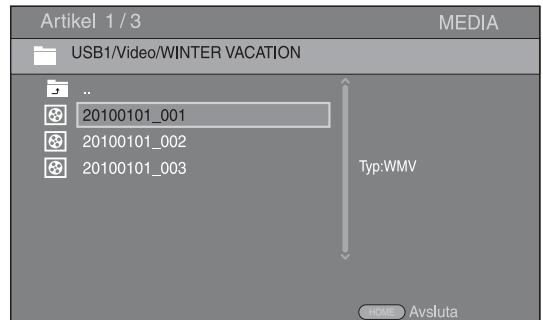 Artikel 1/3 MEDIA
USB1/Video/WINTER VACATION
..
20100101_001
20100101_002
20100101_003 Typ:WMV
HOME Avsluta